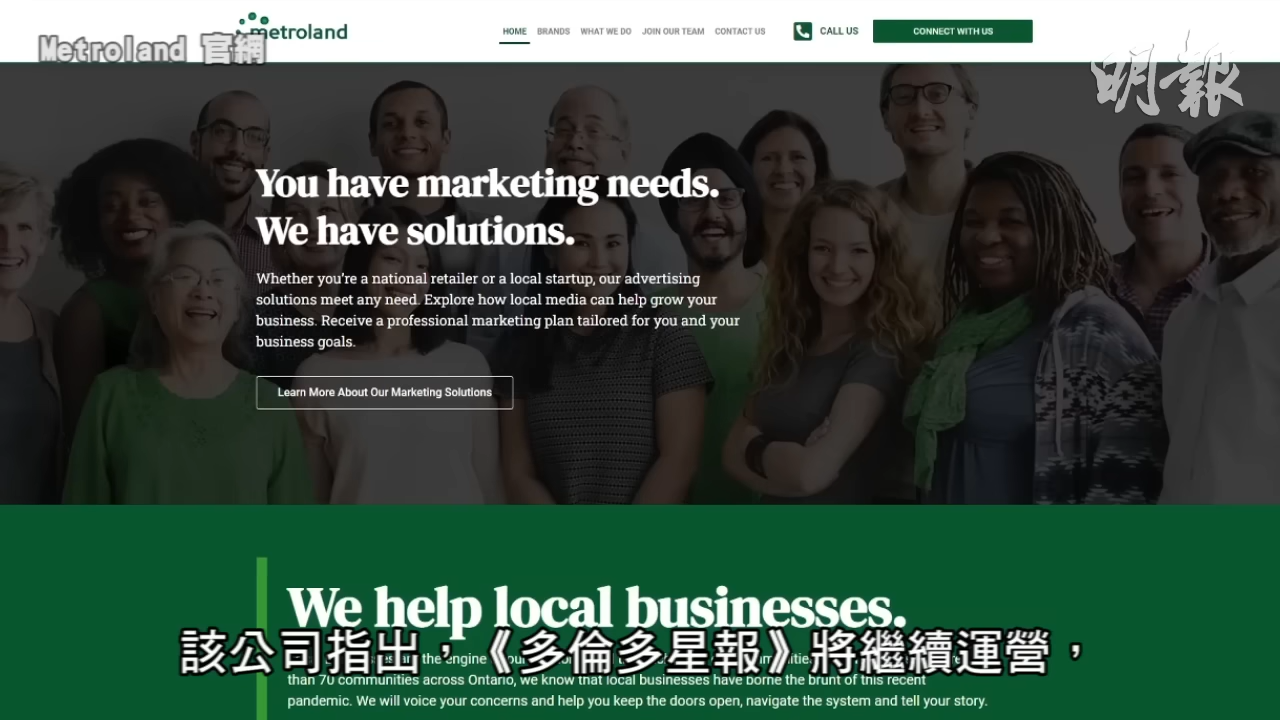 metroland
HOME BRANDS WHAT WE DO JOIN OUR TEAM CONTACT US CALL US CONNECT WITH US
Metroland 官網
明報
You have marketing needs.
We have solutions.
Whether you're a national retailer or a local startup, our advertising
solutions meet any need. Explore how local media can help grow your
business. Receive a professional marketing plan tailored for you and your
business goals.
Learn More About Our Marketing Solutions
We help local businesses.
該公司指出，《多倫多星報》將繼續運營，
than 70 communities across Ontario, we know that local businesses have borne the brunt of this recent
pandemic. We will voice your concerns and help you keep the doors open, navigate the system and tell your story.